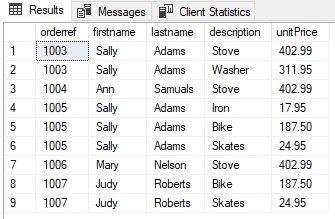 Results Messages Client Statistics
orderref firstname lastname description unitPrice
1 1003 Sally Adams Stove 402.99
2 1003 Sally Adams Washer 311.95
3 1004 Ann Samuals Stove 402.99
4 1005 Sally Adams Iron 17.95
5 1005 Sally Adams Bike 187.50
6 1005 Sally Adams Skates 24.95
7 1006 Mary Nelson Stove 402.99
8 1007 Judy Roberts Bike 187.50
9 1007 Judy Roberts Skates 24.95